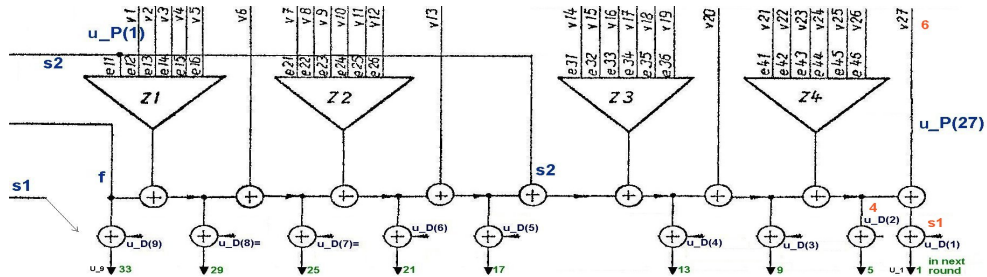 v1 v2 v3 v4 v5 v6 v7 v8 v9 v10 v11 v12 v13 v14 v15 v16 v17 v18 v19 v20 v21 v22 v23 v24 v25 v26 v27 6
u_P(1)
s2
e11 e12 e13 e14 e15 e16 e21 e22 e23 e24 e25 e26 e31 e32 e33 e34 e35 e36 e41 e42 e43 e44 e45 e46
Z1 Z2 Z3 Z4
u_P(27)
s1 f s2
+ + + + + + + + + +
4
u_D(2) s1
+ u_D(9) + u_D(8)= + u_D(7)= + u_D(6) + u_D(5) + u_D(4) + u_D(3) + + u_D(1)
u_9 33 29 25 21 17 13 9 5 u_1 1 in next
round